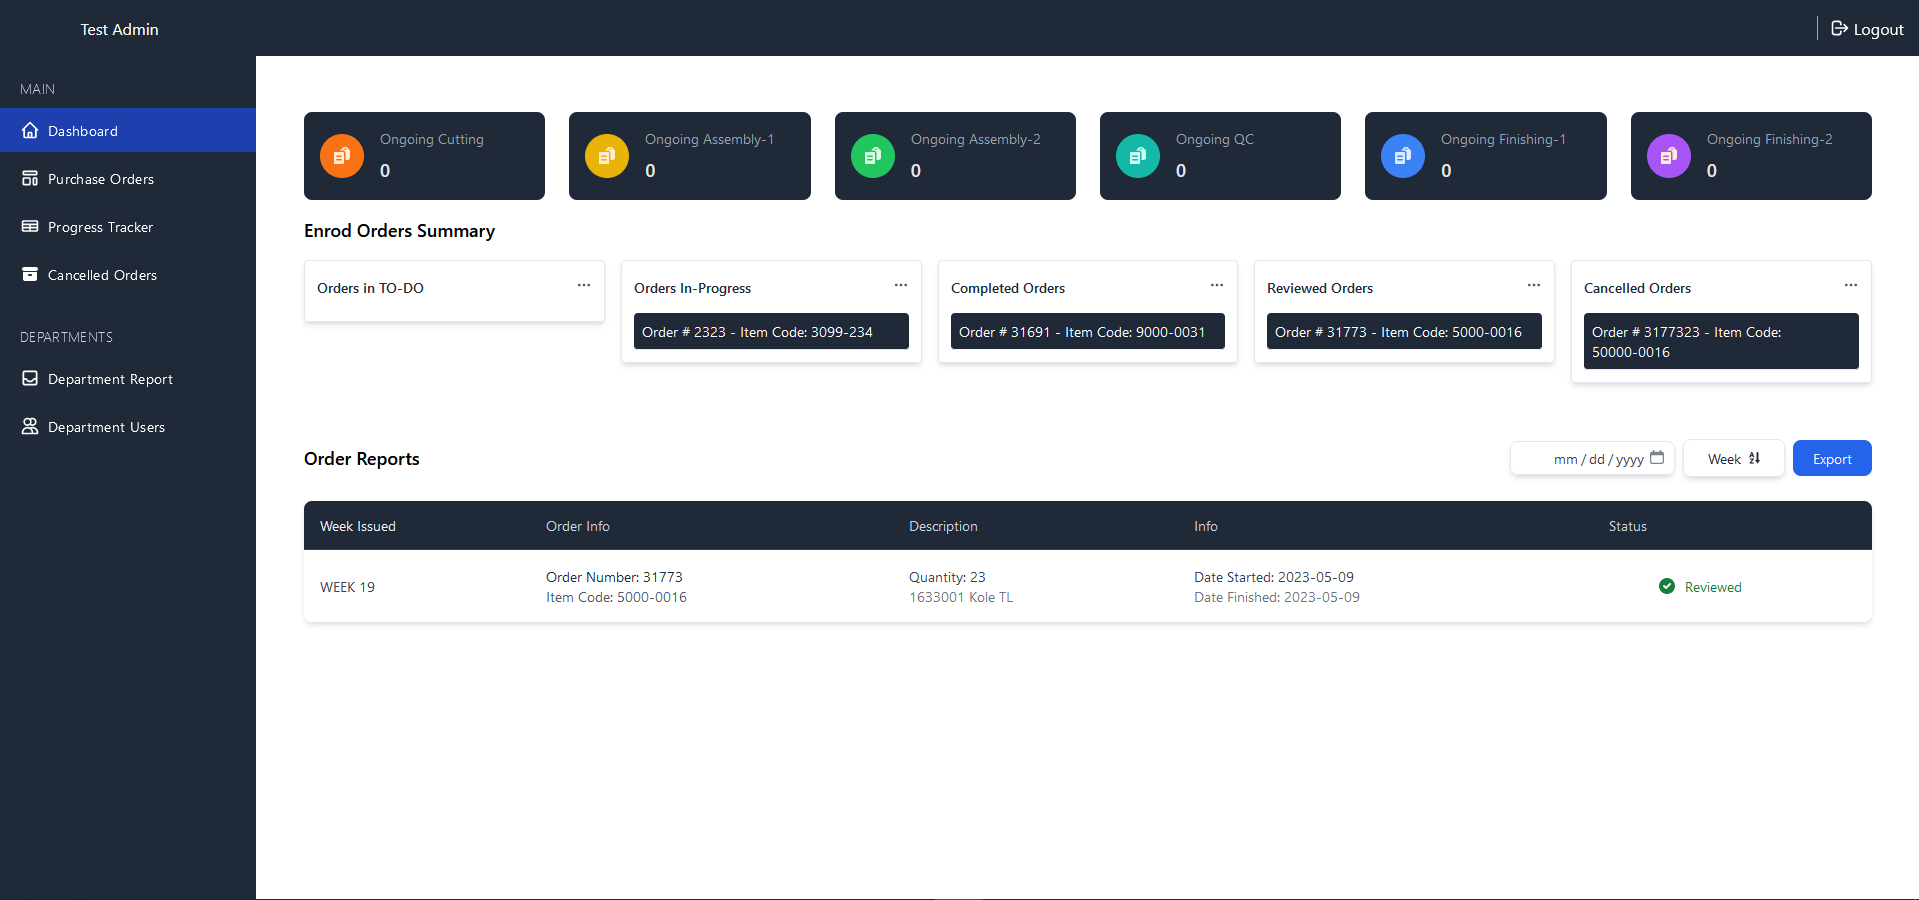 Test Admin
Logout
MAIN
Dashboard
Purchase Orders
Progress Tracker
Cancelled Orders
DEPARTMENTS
Department Report
Department Users
Ongoing Cutting
0
Ongoing Assembly-1
0
Ongoing Assembly-2
0
Ongoing QC
0
Ongoing Finishing-1
0
Ongoing Finishing-2
0
Enrod Orders Summary
Orders in TO-DO
Orders In-Progress
Order # 2323 - Item Code: 3099-234
Completed Orders
Order # 31691 - Item Code: 9000-0031
Reviewed Orders
Order # 31773 - Item Code: 5000-0016
Cancelled Orders
Order # 3177323 - Item Code:
50000-0016
Order Reports
mm/dd/yyyy
Week
Export
Week Issued
Order Info
Description
Info
Status
WEEK 19
Order Number: 31773
Item Code: 5000-0016
Quantity: 23
1633001 Kole TL
Date Started: 2023-05-09
Date Finished: 2023-05-09
Reviewed